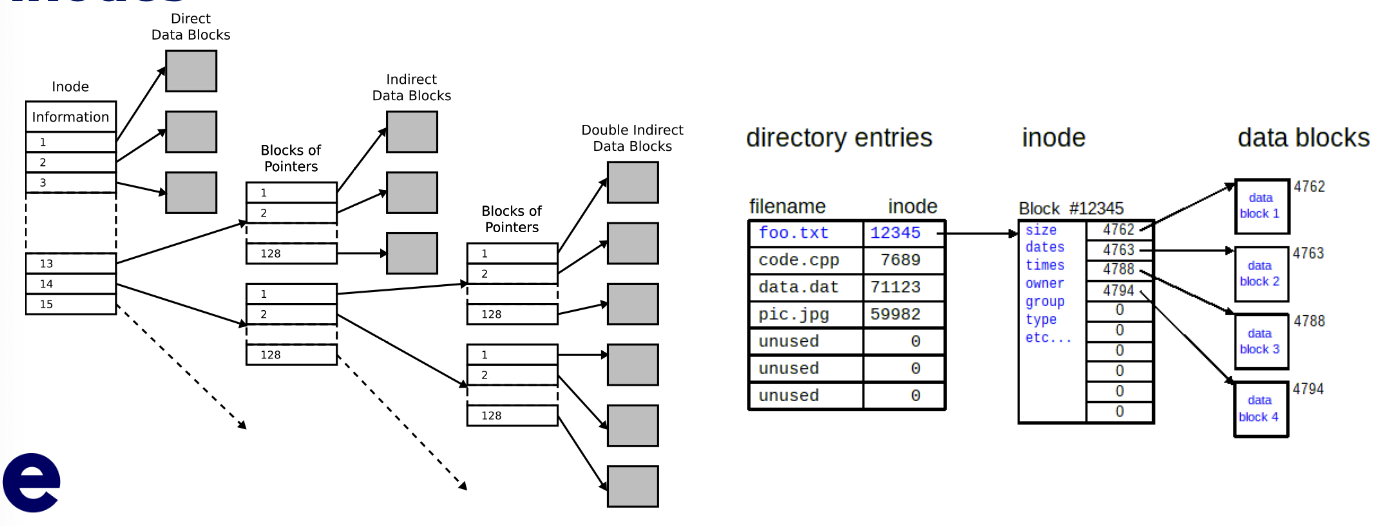 Inodes
Direct
Data Blocks
Inode
Information
1
2
3
13
14
15
Blocks of
Pointers
1
2
128
1
2
128
Indirect
Data Blocks
Blocks of
Pointers
1
2
128
1
2
128
Double Indirect
Data Blocks
e
directory entries
filename inode
foo.txt 12345
code.cpp 7689
data.dat 71123
pic.jpg 59982
unused 0
unused 0
unused 0
inode
Block #12345
size
dates
times
owner
group
type
etc...
4762
4763
4788
4794
0
0
0
0
0
0
data blocks
data
block 1
4762
data
block 2
4763
data
block 3
4788
data
block 4
4794